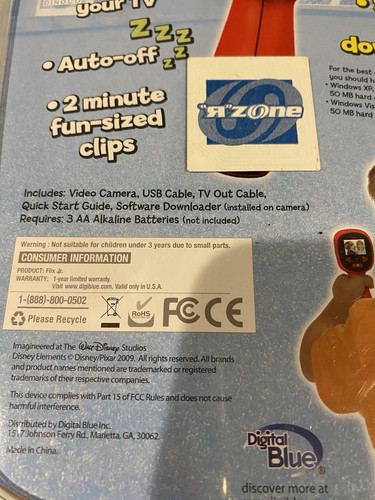 your TV
z z z z z
• Auto-off
• 2 minute
fun-sized
clips
"Я"ZONE
For the best
you should h
• Windows XP,
50 MB hard
• Windows Vis
50 MB hard
Includes: Video Camera, USB Cable, TV Out Cable,
Quick Start Guide, Software Downloader (installed on camera)
Requires: 3 AA Alkaline Batteries (not included)
Warning : Not suitable for children under 3 years due to small parts.
CONSUMER INFORMATION
PRODUCT: Flix Jr.
WARRANTY: 1-year limited warranty.
Visit www.digiblue.com. Valid only in U.S.A.
1-(888)-800-0502
Please Recycle
RoHS
FC CE
Imagineered at The Walt Disney Studios
Disney Elements © Disney/Pixar 2009. All rights reserved. All brands
and product names mentioned are trademarked or registered
trademarks of their respective companies.
This device complies with Part 15 of FCC Rules and does not cause
harmful interference.
Distributed by Digital Blue Inc.
1517 Johnson Ferry Rd., Marietta, GA, 30062.
Made in China.
Digital
Blue®
discover more at